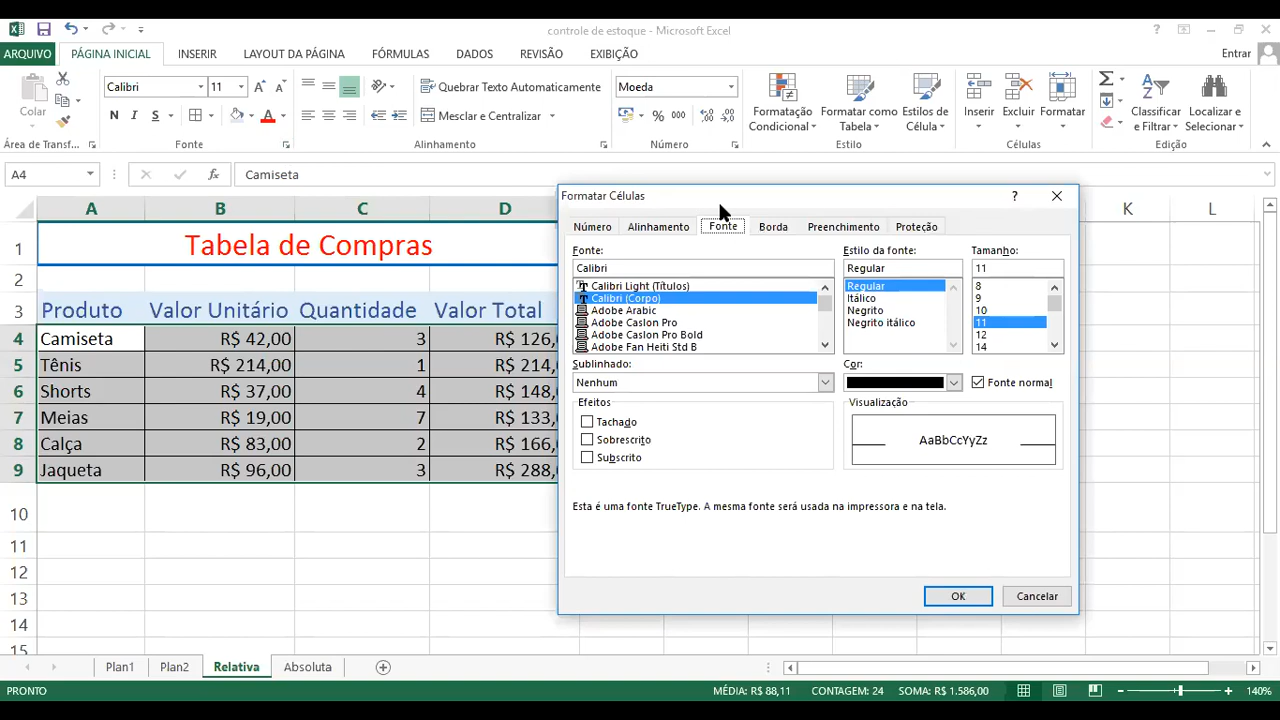 controle de estoque - Microsoft Excel
ARQUIVO PÁGINA INICIAL INSERIR LAYOUT DA PÁGINA FÓRMULAS DADOS REVISÃO EXIBIÇÃO Entrar
Colar
Calibri 11
N I S
Quebrar Texto Automaticamente
Mesclar e Centralizar
Moeda
% 000
Formatação Condicional
Formatar como Tabela
Estilos de Célula
Inserir
Excluir
Formatar
Classificar e Filtrar
Localizar e Selecionar
Área de Transf... Fonte Alinhamento Número Estilo Células Edição
A4 fx Camiseta
A B C D K L
1 Tabela de Compras
2
3 Produto Valor Unitário Quantidade Valor Total
4 Camiseta R$ 42,00 3 R$ 126,
5 Tênis R$ 214,00 1 R$ 214,
6 Shorts R$ 37,00 4 R$ 148,
7 Meias R$ 19,00 7 R$ 133,
8 Calça R$ 83,00 2 R$ 166,
9 Jaqueta R$ 96,00 3 R$ 288,
10
11
12
13
14
15
Formatar Células ?
Número Alinhamento Fonte Borda Preenchimento Proteção
Fonte: Estilo da fonte: Tamanho:
Calibri Regular 11
Calibri Light (Títulos) Regular 8
Calibri (Corpo) Itálico 9
Adobe Arabic Negrito 10
Adobe Caslon Pro Negrito itálico 11
Adobe Caslon Pro Bold 12
Adobe Fan Heiti Std B 14
Sublinhado: Cor:
Nenhum Fonte normal
Efeitos Visualização
Tachado
Sobrescrito AaBbCcYyZz
Subscrito
Esta é uma fonte TrueType. A mesma fonte será usada na impressora e na tela.
OK Cancelar
Plan1 Plan2 Relativa Absoluta
PRONTO MÉDIA: R$ 88,11 CONTAGEM: 24 SOMA: R$ 1.586,00 140%